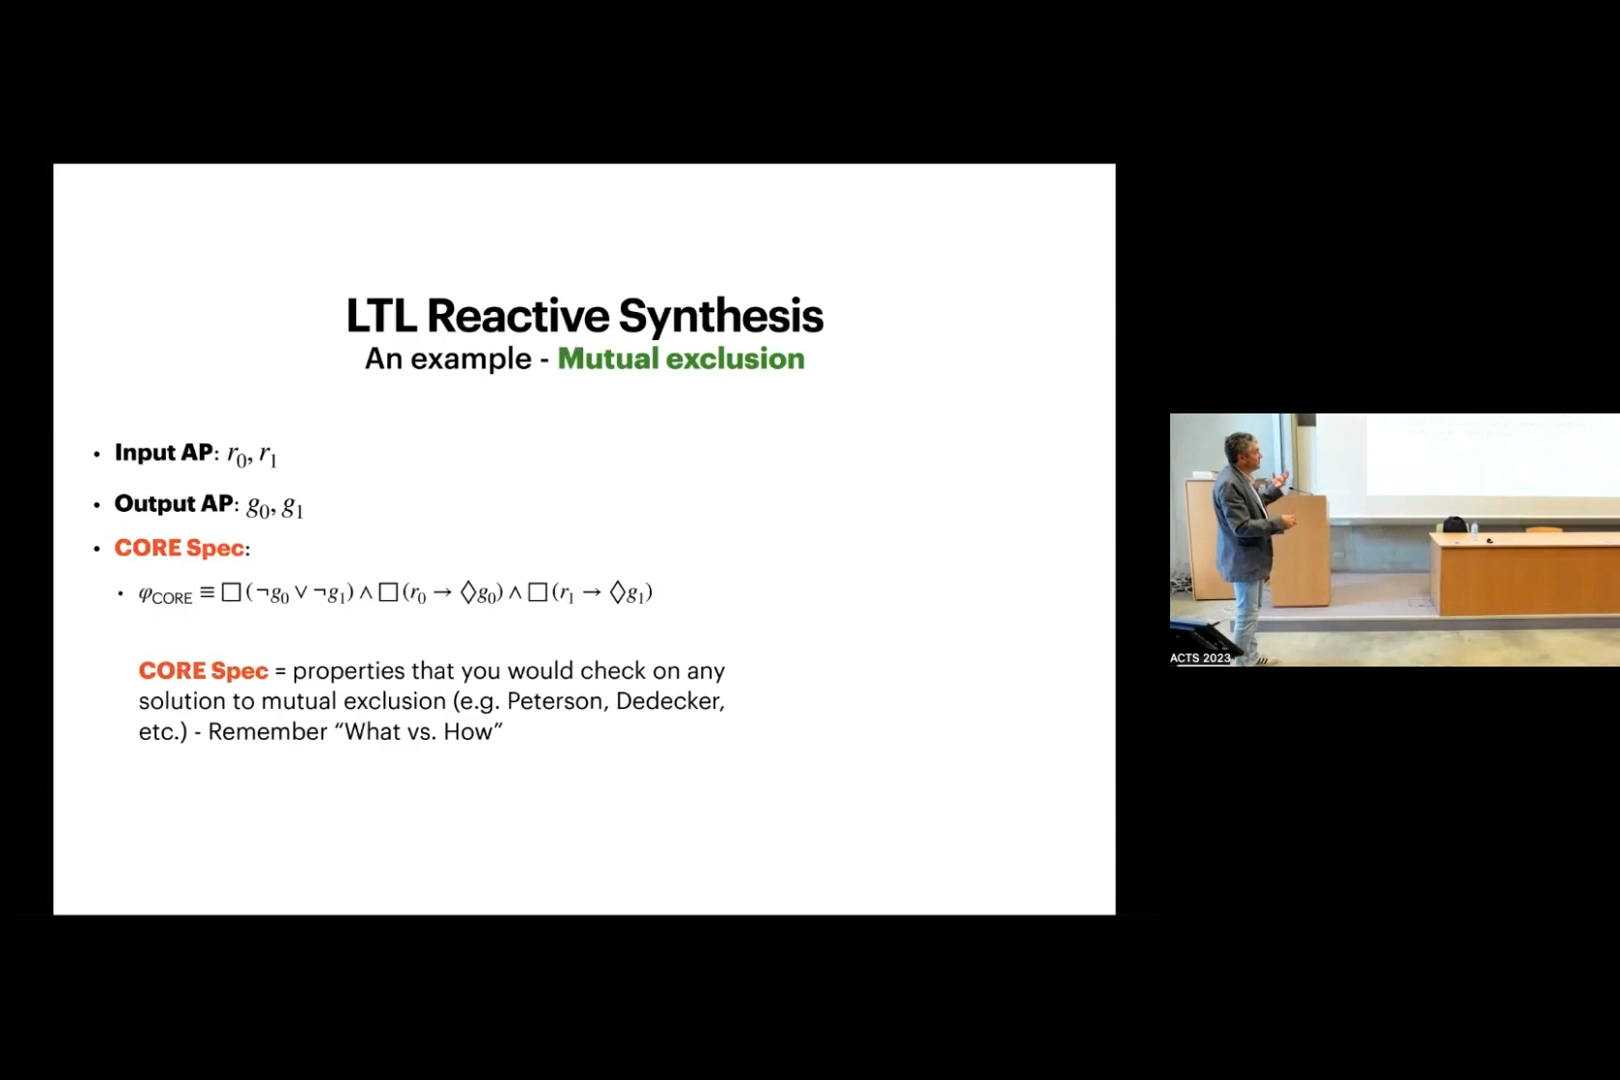 LTL Reactive Synthesis
An example - Mutual exclusion
• Input AP: r₀, r₁
• Output AP: g₀, g₁
• CORE Spec:
• φ_CORE ≡ □(¬g₀ ∨ ¬g₁) ∧ □(r₀ → ◇g₀) ∧ □(r₁ → ◇g₁)
CORE Spec = properties that you would check on any
solution to mutual exclusion (e.g. Peterson, Dedecker,
etc.) - Remember “What vs. How”
ACTS 2023